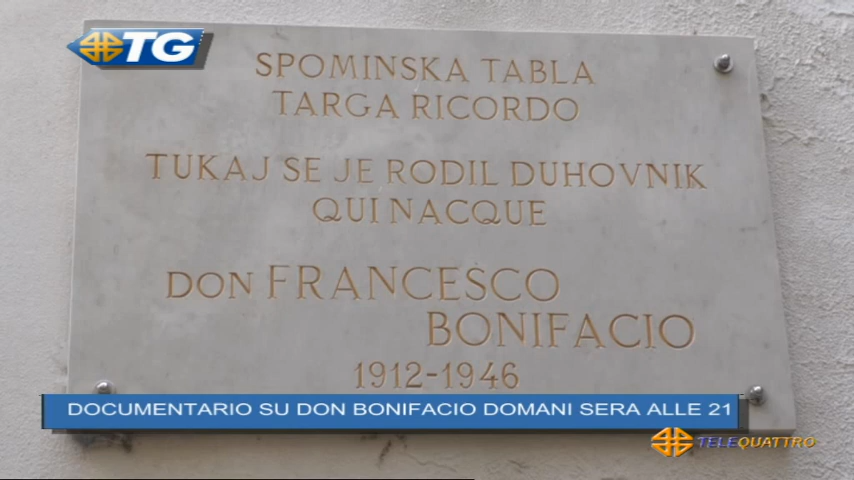 TG
SPOMINSKA TABLA
TARGA RICORDO
TUKAJ SE JE RODIL DUHOVNIK
QUI NACQUE
DON FRANCESCO
BONIFACIO
1912-1946
DOCUMENTARIO SU DON BONIFACIO DOMANI SERA ALLE 21
TELEQUATTRO